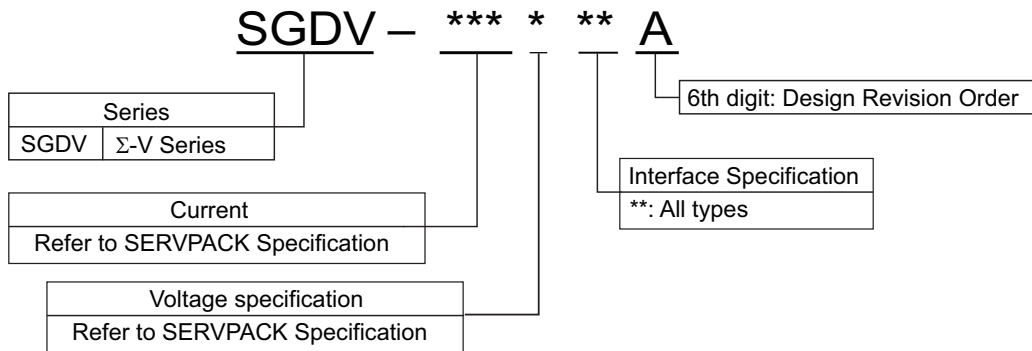 SGDV – *** * ** A
6th digit: Design Revision Order
Series
SGDV Σ-V Series
Interface Specification
**: All types
Current
Refer to SERVPACK Specification
Voltage specification
Refer to SERVPACK Specification